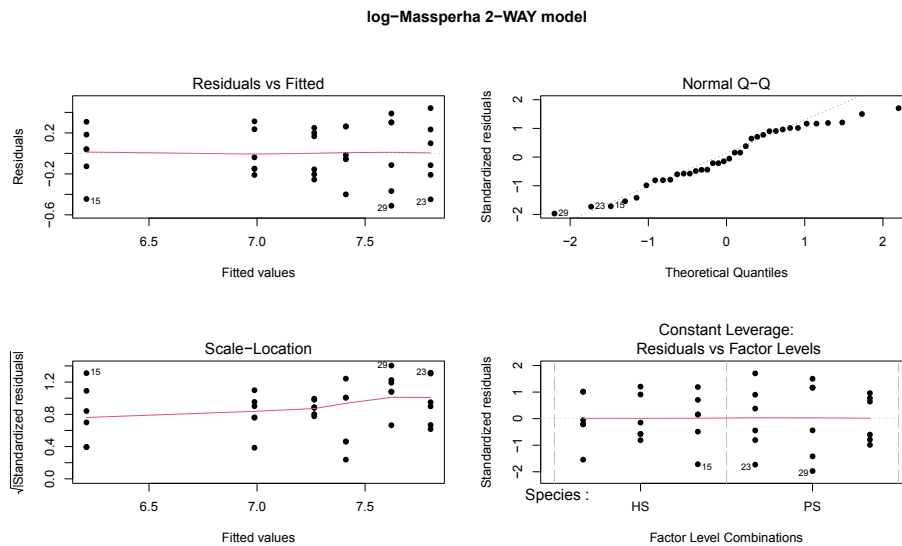 log−Massperha 2−WAY model
Residuals vs Fitted
Residuals
0.2
−0.2
−0.6
15
29
23
6.5 7.0 7.5
Fitted values
Normal Q−Q
Standardized residuals
2
1
0
−1
−2
29
23
15
−2 −1 0 1 2
Theoretical Quantiles
Scale−Location
√|Standardized residuals|
1.2
0.8
0.4
0.0
15
29
23
6.5 7.0 7.5
Fitted values
Constant Leverage:
Residuals vs Factor Levels
Standardized residuals
2
1
0
−1
−2
15
23
29
Species :
HS PS
Factor Level Combinations